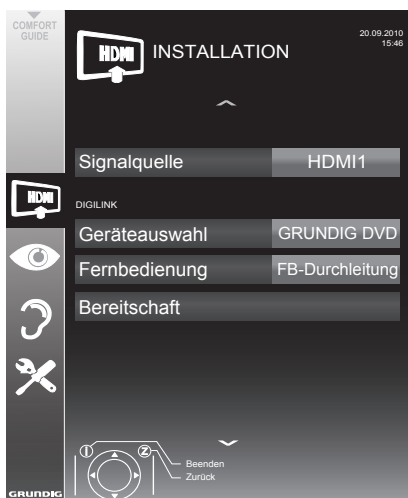 COMFORT
GUIDE
HDMI
INSTALLATION
20.09.2010
15:46
Signalquelle
HDMI1
HDMI
DIGILINK
Geräteauswahl
GRUNDIG DVD
Fernbedienung
FB-Durchleitung
Bereitschaft
i
Z
Beenden
Zurück
GRUNDIG